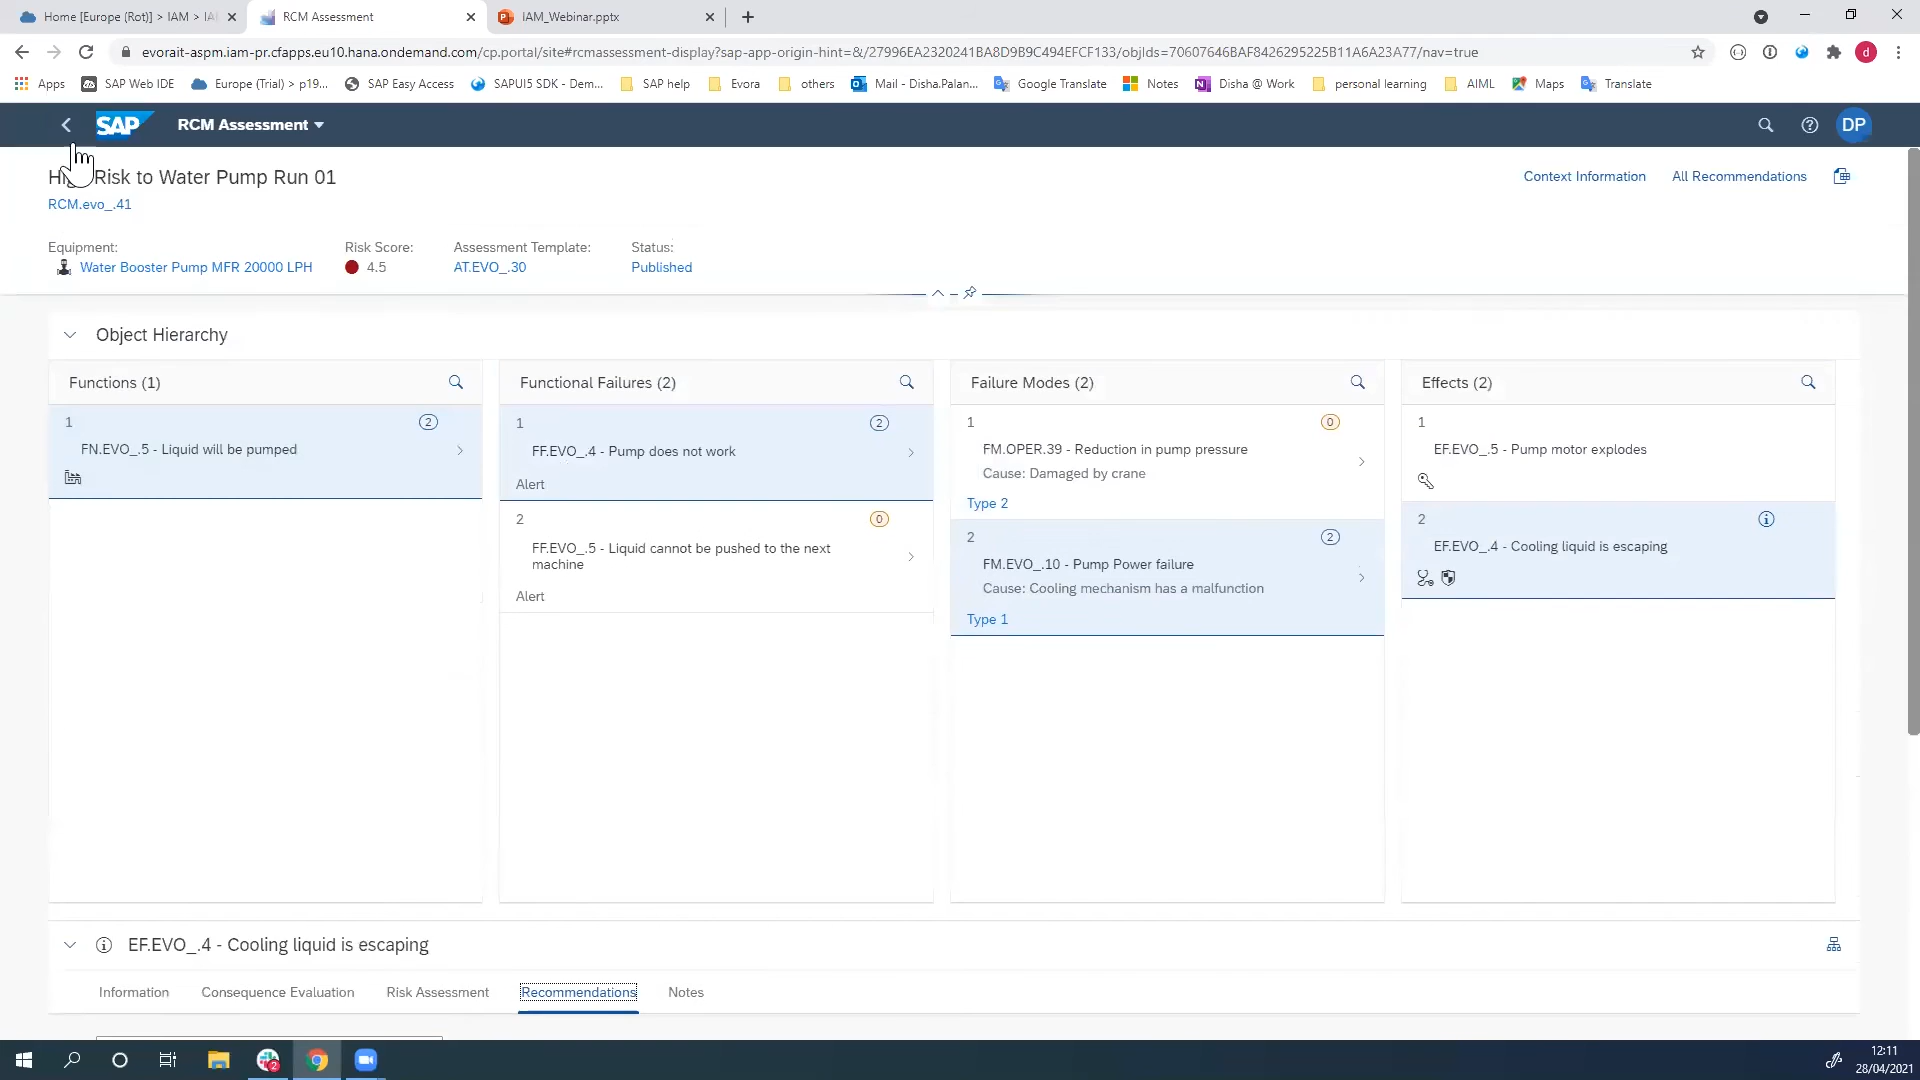 Home [Europe (Rot)] > IAM > IA
RCM Assessment
IAM_Webinar.pptx
evorait-aspm.iam-pr.cfapps.eu10.hana.ondemand.com/cp.portal/site#rcmassessment-display?sap-app-origin-hint=&/27996EA2320241BA8D9B9C494EFCF133/objIds=70607646BAF8426295225B11A6A23A77/nav=true
d
Apps
SAP Web IDE
Europe (Trial) > p19...
SAP Easy Access
SAPUI5 SDK - Dem...
SAP help
Evora
others
Mail - Disha.Palan...
Google Translate
Notes
Disha @ Work
personal learning
AIML
Maps
Translate
SAP
RCM Assessment
DP
Risk to Water Pump Run 01
Context Information
All Recommendations
RCM.evo_.41
Equipment:
Risk Score:
Assessment Template:
Status:
Water Booster Pump MFR 20000 LPH
4.5
AT.EVO_.30
Published
Object Hierarchy
Functions (1)
1
2
FN.EVO_.5 - Liquid will be pumped
Functional Failures (2)
1
2
FF.EVO_.4 - Pump does not work
Alert
2
0
FF.EVO_.5 - Liquid cannot be pushed to the next
machine
Alert
Failure Modes (2)
1
0
FM.OPER.39 - Reduction in pump pressure
Cause: Damaged by crane
Type 2
2
2
FM.EVO_.10 - Pump Power failure
Cause: Cooling mechanism has a malfunction
Type 1
Effects (2)
1
EF.EVO_.5 - Pump motor explodes
2
EF.EVO_.4 - Cooling liquid is escaping
EF.EVO_.4 - Cooling liquid is escaping
Information
Consequence Evaluation
Risk Assessment
Recommendations
Notes
2
12:11
28/04/2021